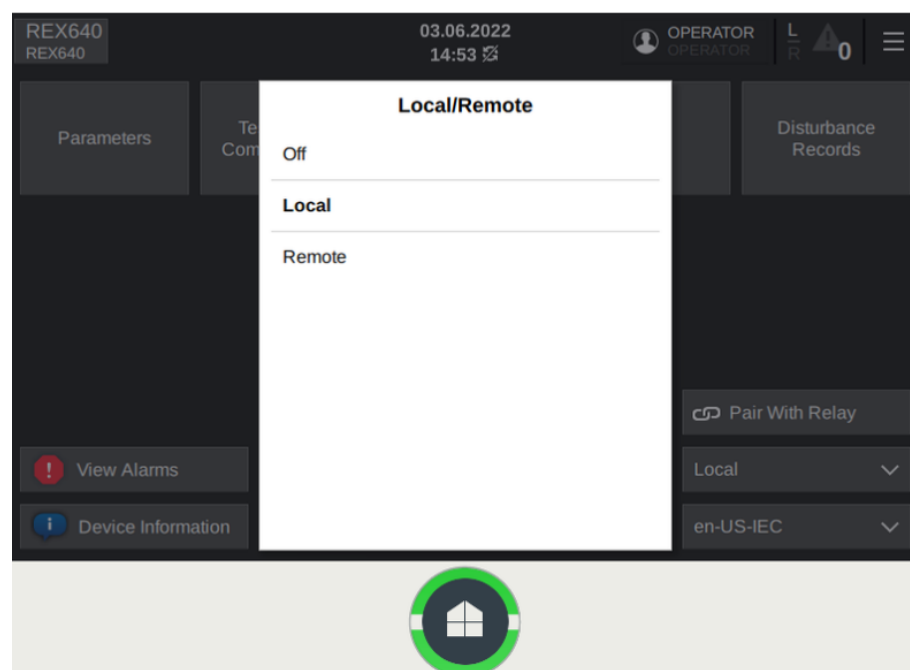 REX640
REX640
03.06.2022
14:53
OPERATOR
OPERATOR
L
R
0
Parameters
Te
Com
Disturbance
Records
Local/Remote
Off
Local
Remote
Pair With Relay
View Alarms
Local
Device Information
en-US-IEC